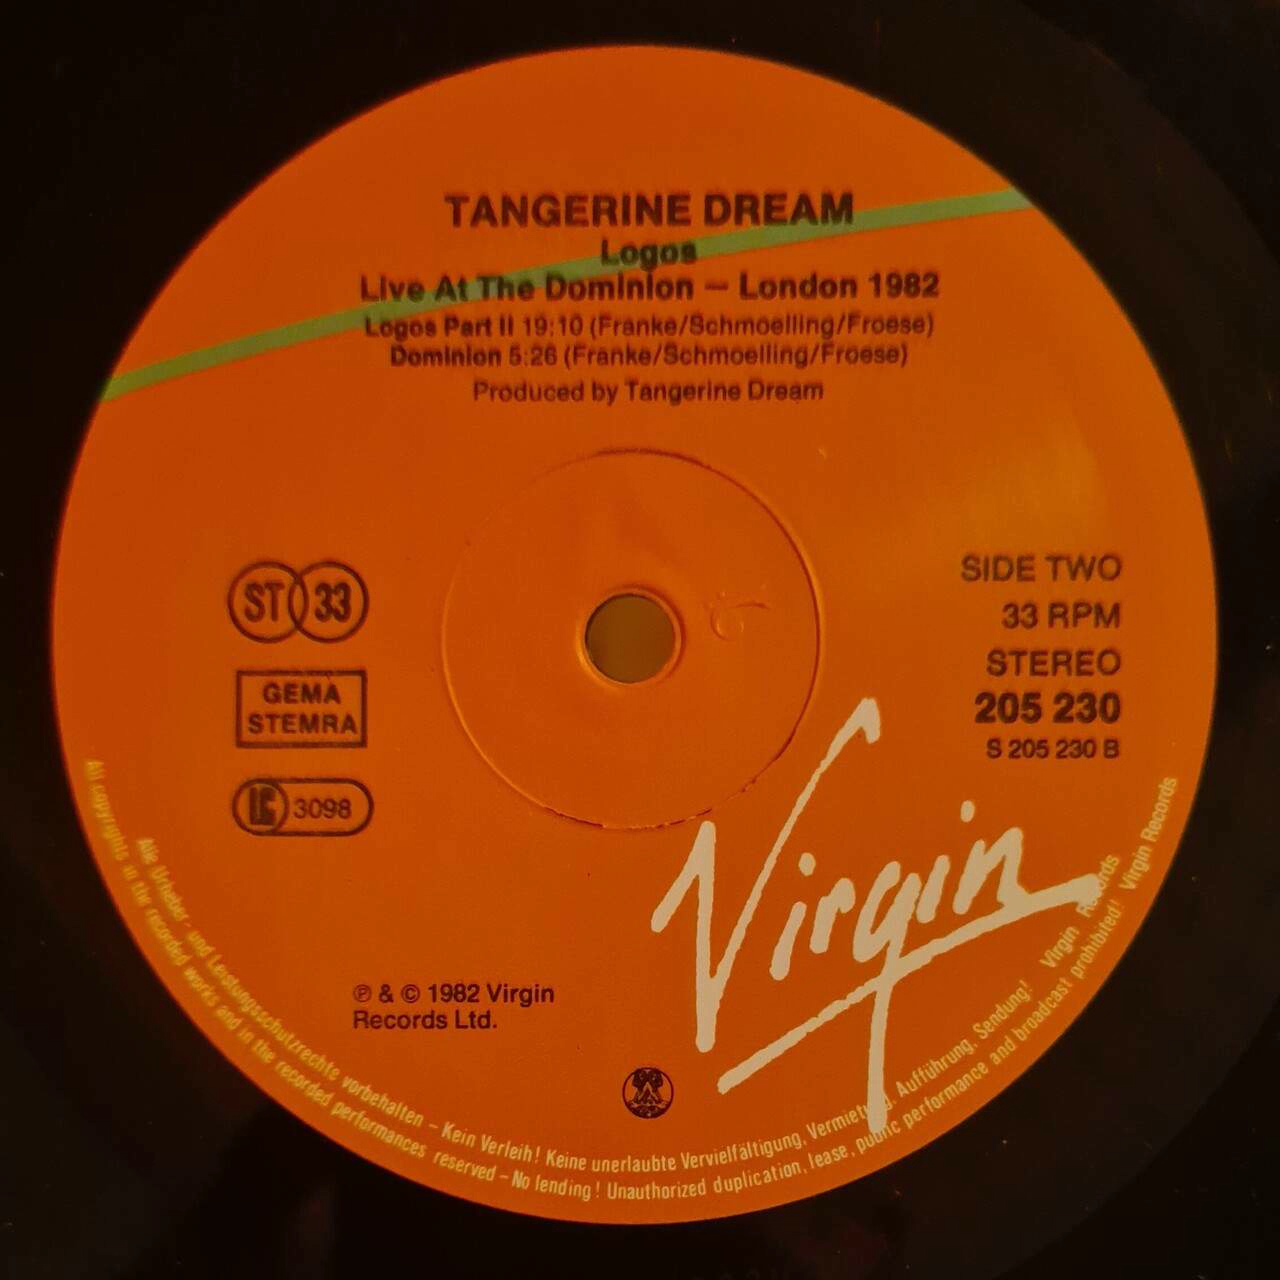 TANGERINE DREAM
Logos
Live At The Dominion – London 1982
Logos Part II 19:10 (Franke/Schmoelling/Froese)
Dominion 5:26 (Franke/Schmoelling/Froese)
Produced by Tangerine Dream
ST 33
GEMA
STEMRA
LC 3098
SIDE TWO
33 RPM
STEREO
205 230
S 205 230 B
Virgin
℗ & © 1982 Virgin
Records Ltd.
Alle Urheber- und Leistungsschutzrechte vorbehalten – Kein Verleih! Keine unerlaubte Vervielfältigung, Vermietung, Aufführung, Sendung! Virgin Records
All copyrights in the recorded works and in the recorded performances reserved – No lending! Unauthorized duplication, lease, public performance and broadcast prohibited! Virgin Records